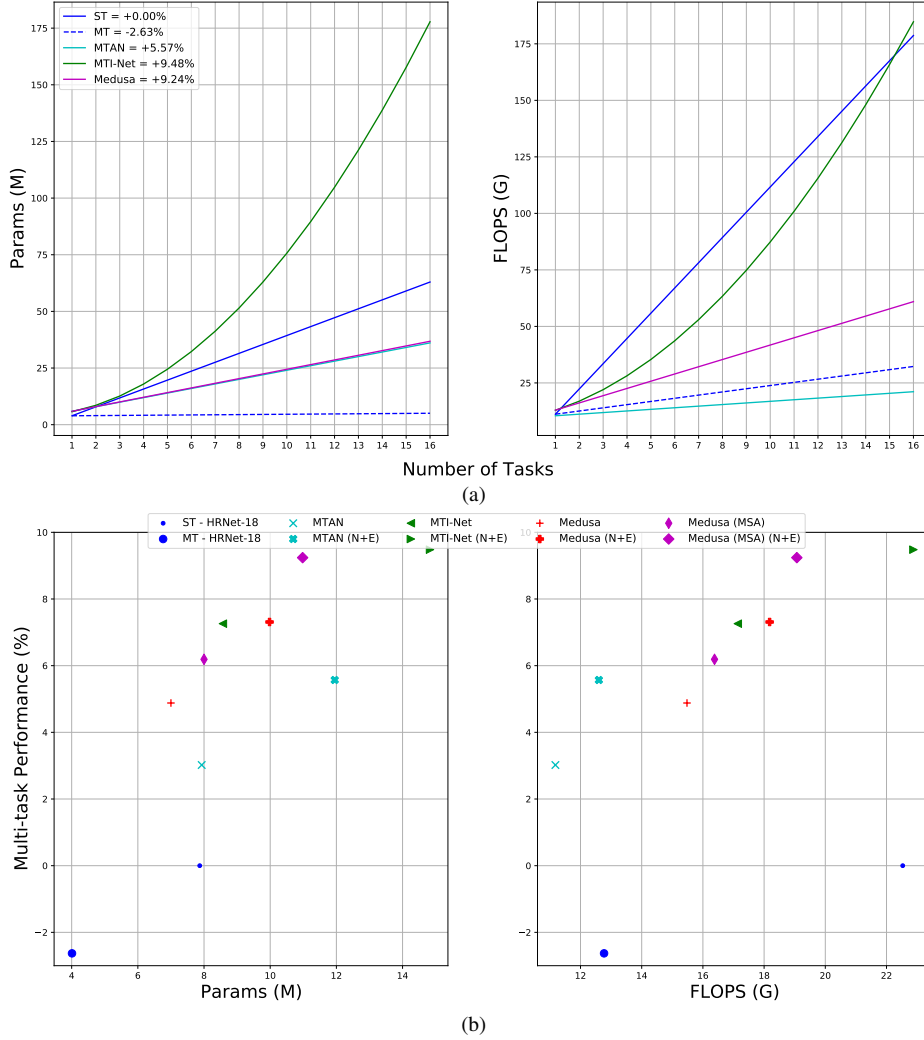 ST = +0.00%
MT = -2.63%
MTAN = +5.57%
MTI-Net = +9.48%
Medusa = +9.24%
Params (M)
175
150
125
100
75
50
25
0
1 2 3 4 5 6 7 8 9 10 11 12 13 14 15 16
FLOPS (G)
175
150
125
100
75
50
25
1 2 3 4 5 6 7 8 9 10 11 12 13 14 15 16
Number of Tasks
(a)
ST - HRNet-18 MTAN MTI-Net Medusa Medusa (MSA)
MT - HRNet-18 MTAN (N+E) MTI-Net (N+E) Medusa (N+E) Medusa (MSA) (N+E)
Multi-task Performance (%)
10
8
6
4
2
0
−2
4 6 8 10 12 14
Params (M)
10
8
6
4
2
0
−2
12 14 16 18 20 22
FLOPS (G)
(b)